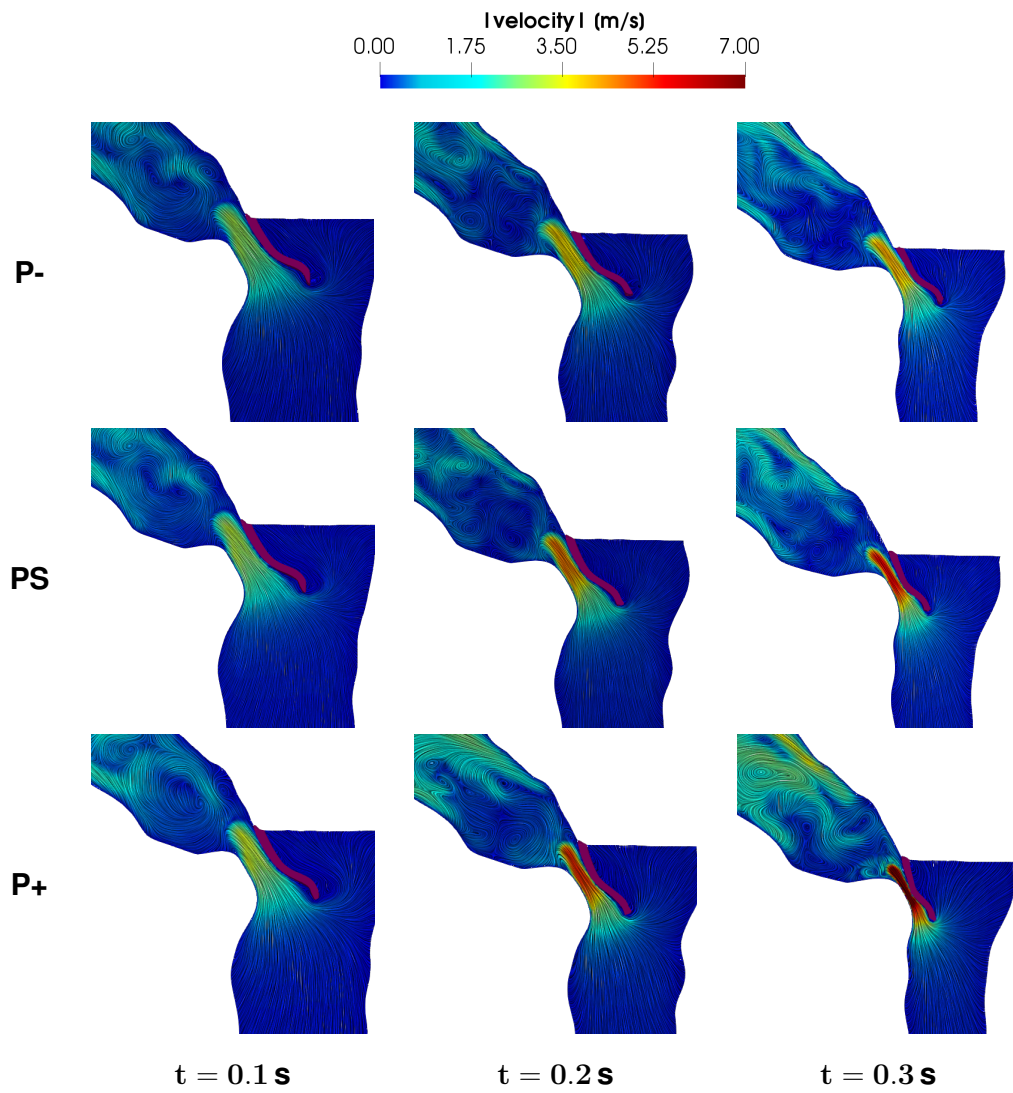 | velocity | (m/s)
0.00 1.75 3.50 5.25 7.00
P-
PS
P+
t = 0.1 s t = 0.2 s t = 0.3 s